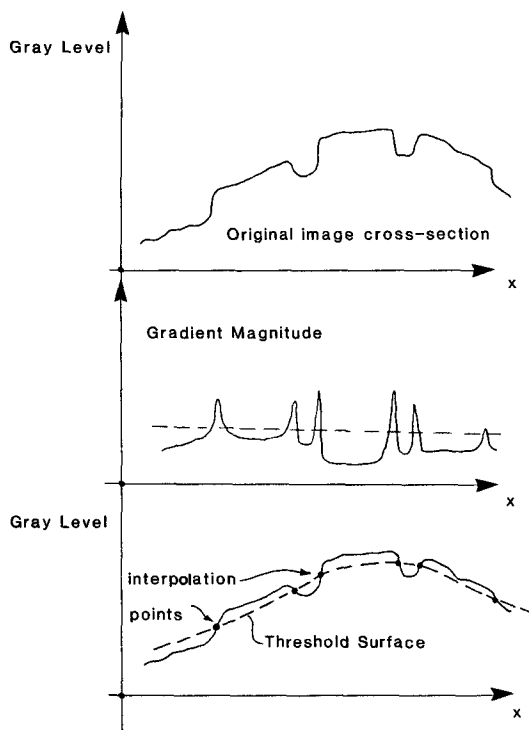 Gray Level
Original image cross-section
x
Gradient Magnitude
x
Gray Level
interpolation
points
Threshold Surface
x